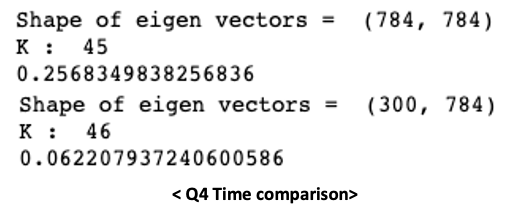 Shape of eigen vectors =  (784, 784)
K :  45
0.2568349838256836
Shape of eigen vectors =  (300, 784)
K :  46
0.062207937240600586
< Q4 Time comparison>